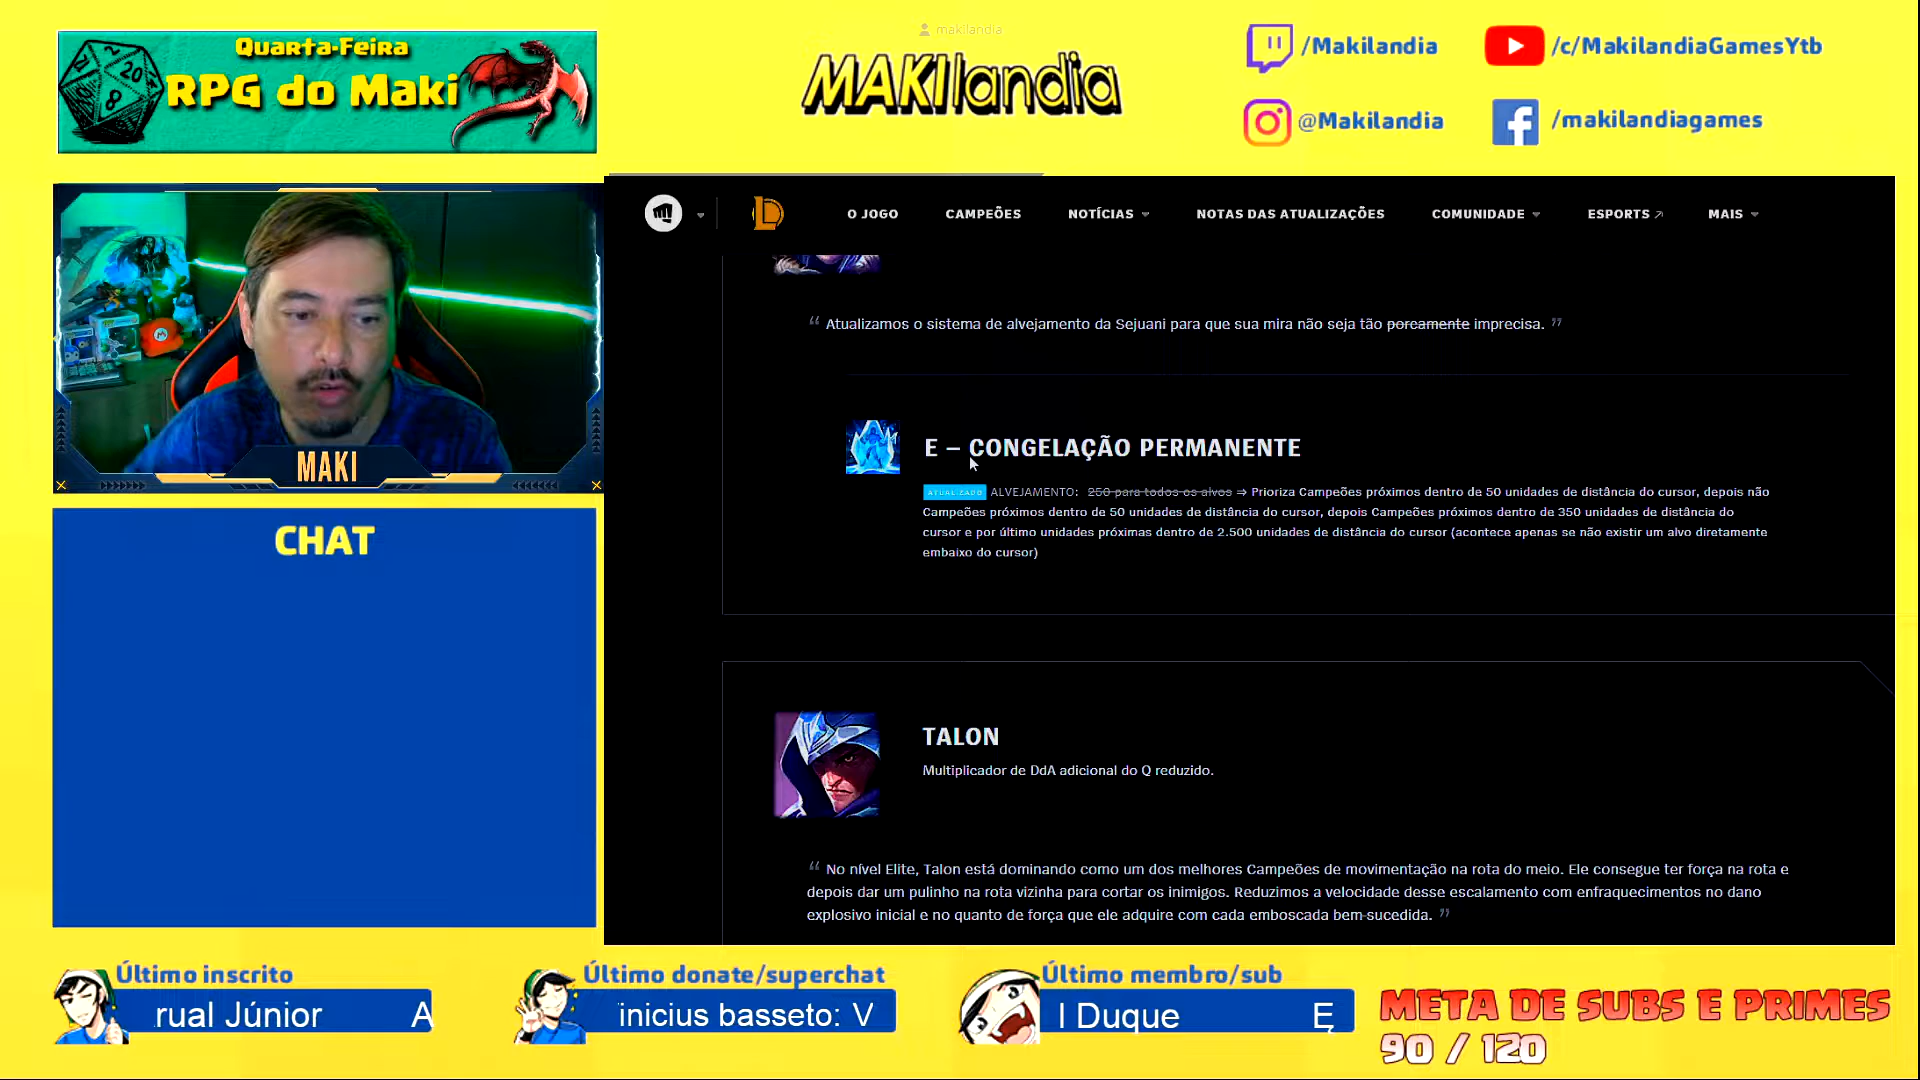 makilandia
Quarta-Feira
RPG do Maki
20
8
MAKIlandia
/Makilandia
/c/MakilandiaGamesYtb
@Makilandia
/makilandiagames
O JOGO
CAMPEÕES
NOTÍCIAS
NOTAS DAS ATUALIZAÇÕES
COMUNIDADE
ESPORTS
MAIS
“ Atualizamos o sistema de alvejamento da Sejuani para que sua mira não seja tão porcamente imprecisa. ”
E – CONGELAÇÃO PERMANENTE
ATUALIZADO ALVEJAMENTO: 250 para todos os alvos ⇒ Prioriza Campeões próximos dentro de 50 unidades de distância do cursor, depois não
Campeões próximos dentro de 50 unidades de distância do cursor, depois Campeões próximos dentro de 350 unidades de distância do
cursor e por último unidades próximas dentro de 2.500 unidades de distância do cursor (acontece apenas se não existir um alvo diretamente
embaixo do cursor)
MAKI
CHAT
TALON
Multiplicador de DdA adicional do Q reduzido.
“ No nível Elite, Talon está dominando como um dos melhores Campeões de movimentação na rota do meio. Ele consegue ter força na rota e
depois dar um pulinho na rota vizinha para cortar os inimigos. Reduzimos a velocidade desse escalamento com enfraquecimentos no dano
explosivo inicial e no quanto de força que ele adquire com cada emboscada bem-sucedida. ”
Último inscrito
rual Júnior A
Último donate/superchat
inicius basseto: V
Último membro/sub
l Duque E
META DE SUBS E PRIMES
90 / 120